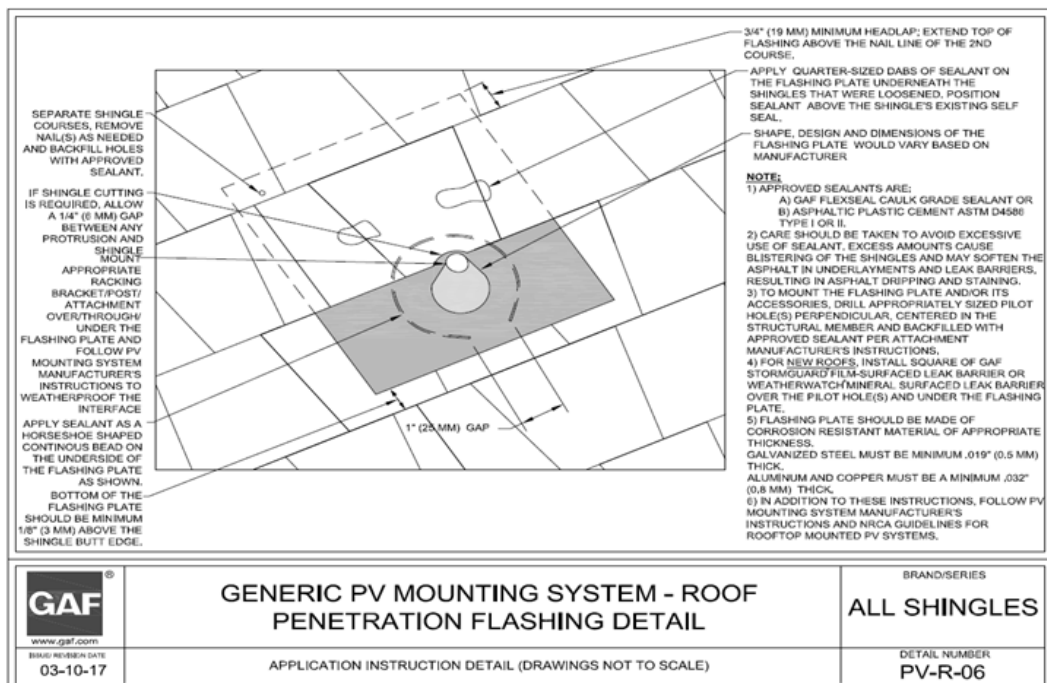 3/4" (19 MM) MINIMUM HEADLAP; EXTEND TOP OF
FLASHING ABOVE THE NAIL LINE OF THE 2ND
COURSE.
APPLY QUARTER-SIZED DABS OF SEALANT ON
THE FLASHING PLATE UNDERNEATH THE
SHINGLES THAT WERE LOOSENED. POSITION
SEALANT ABOVE THE SHINGLE'S EXISTING SELF
SEAL.
SHAPE, DESIGN AND DIMENSIONS OF THE
FLASHING PLATE WOULD VARY BASED ON
MANUFACTURER
SEPARATE SHINGLE
COURSES, REMOVE
NAIL(S) AS NEEDED
AND BACKFILL HOLES
WITH APPROVED
SEALANT.
IF SHINGLE CUTTING
IS REQUIRED, ALLOW
A 1/4" (6 MM) GAP
BETWEEN ANY
PROTRUSION AND
SHINGLE
MOUNT
APPROPRIATE
RACKING
BRACKET/POST/
ATTACHMENT
OVER/THROUGH/
UNDER THE
FLASHING PLATE AND
FOLLOW PV
MOUNTING SYSTEM
MANUFACTURER'S
INSTRUCTIONS TO
WEATHERPROOF THE
INTERFACE
APPLY SEALANT AS A
HORSESHOE SHAPED
CONTINOUS BEAD ON
THE UNDERSIDE OF
THE FLASHING PLATE
AS SHOWN.
BOTTOM OF THE
FLASHING PLATE
SHOULD BE MINIMUM
1/8" (3 MM) ABOVE THE
SHINGLE BUTT EDGE.
1" (25 MM) GAP
NOTE:
1) APPROVED SEALANTS ARE:
A) GAF FLEXSEAL CAULK GRADE SEALANT OR
B) ASPHALTIC PLASTIC CEMENT ASTM D4586
TYPE I OR II.
2) CARE SHOULD BE TAKEN TO AVOID EXCESSIVE
USE OF SEALANT, EXCESS AMOUNTS CAUSE
BLISTERING OF THE SHINGLES AND MAY SOFTEN THE
ASPHALT IN UNDERLAYMENTS AND LEAK BARRIERS,
RESULTING IN ASPHALT DRIPPING AND STAINING.
3) TO MOUNT THE FLASHING PLATE AND/OR ITS
ACCESSORIES, DRILL APPROPRIATELY SIZED PILOT
HOLE(S) PERPENDICULAR, CENTERED IN THE
STRUCTURAL MEMBER AND BACKFILLED WITH
APPROVED SEALANT PER ATTACHMENT
MANUFACTURER'S INSTRUCTIONS.
4) FOR NEW ROOFS, INSTALL SQUARE OF GAF
STORMGUARD FILM-SURFACED LEAK BARRIER OR
WEATHERWATCH MINERAL SURFACED LEAK BARRIER
OVER THE PILOT HOLE(S) AND UNDER THE FLASHING
PLATE.
5) FLASHING PLATE SHOULD BE MADE OF
CORROSION RESISTANT MATERIAL OF APPROPRIATE
THICKNESS.
GALVANIZED STEEL MUST BE MINIMUM .019" (0.5 MM)
THICK.
ALUMINUM AND COPPER MUST BE A MINIMUM .032"
(0.8 MM) THICK.
6) IN ADDITION TO THESE INSTRUCTIONS, FOLLOW PV
MOUNTING SYSTEM MANUFACTURER'S
INSTRUCTIONS AND NRCA GUIDELINES FOR
ROOFTOP MOUNTED PV SYSTEMS.
GAF ®
www.gaf.com
ISSUE/ REVISION DATE
03-10-17
GENERIC PV MOUNTING SYSTEM - ROOF
PENETRATION FLASHING DETAIL
APPLICATION INSTRUCTION DETAIL (DRAWINGS NOT TO SCALE)
BRAND/SERIES
ALL SHINGLES
DETAIL NUMBER
PV-R-06